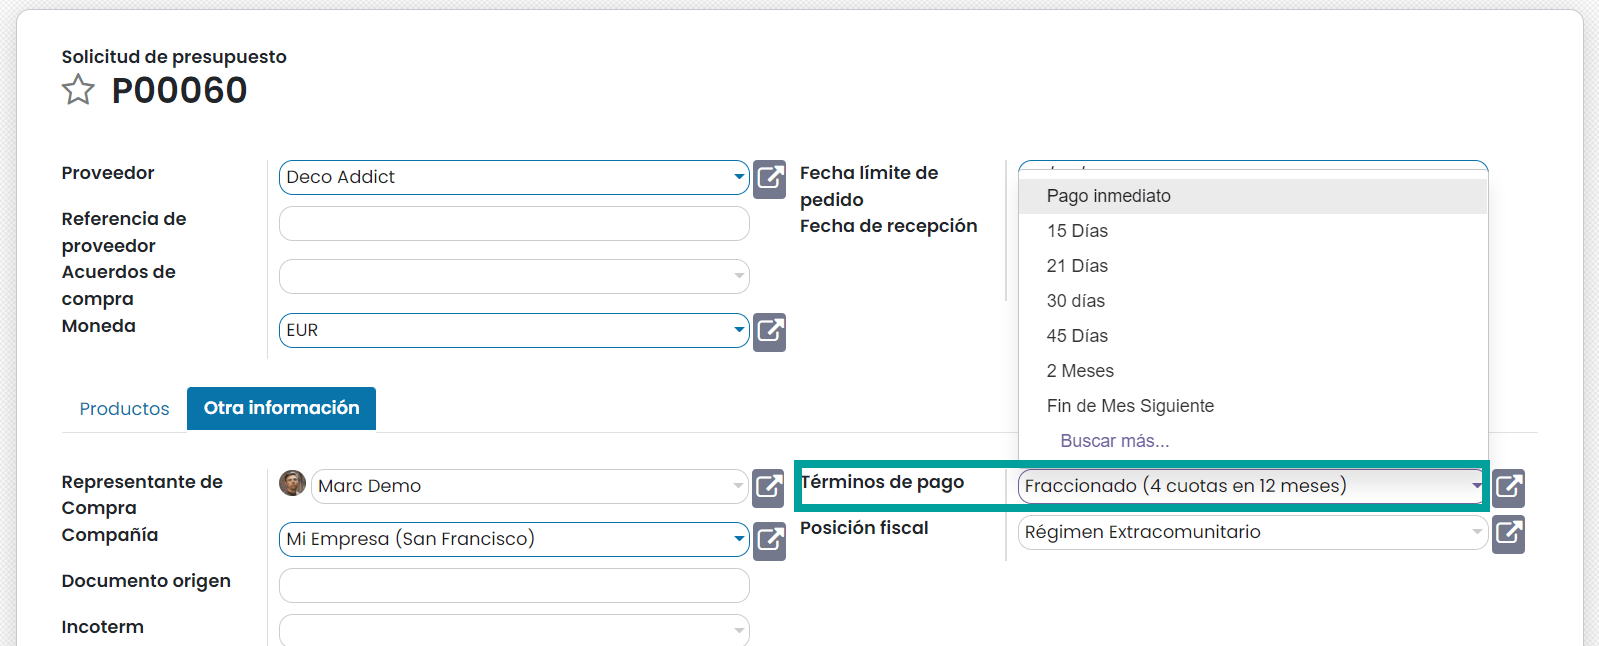 Solicitud de presupuesto
P00060
Proveedor
Deco Addict
Referencia de
proveedor
Acuerdos de
compra
Moneda
EUR
Fecha límite de
pedido
Fecha de recepción
Pago inmediato
15 Días
21 Días
30 días
45 Días
2 Meses
Fin de Mes Siguiente
Buscar más...
Productos
Otra información
Representante de
Compra
Marc Demo
Compañía
Mi Empresa (San Francisco)
Documento origen
Incoterm
Términos de pago
Fraccionado (4 cuotas en 12 meses)
Posición fiscal
Régimen Extracomunitario